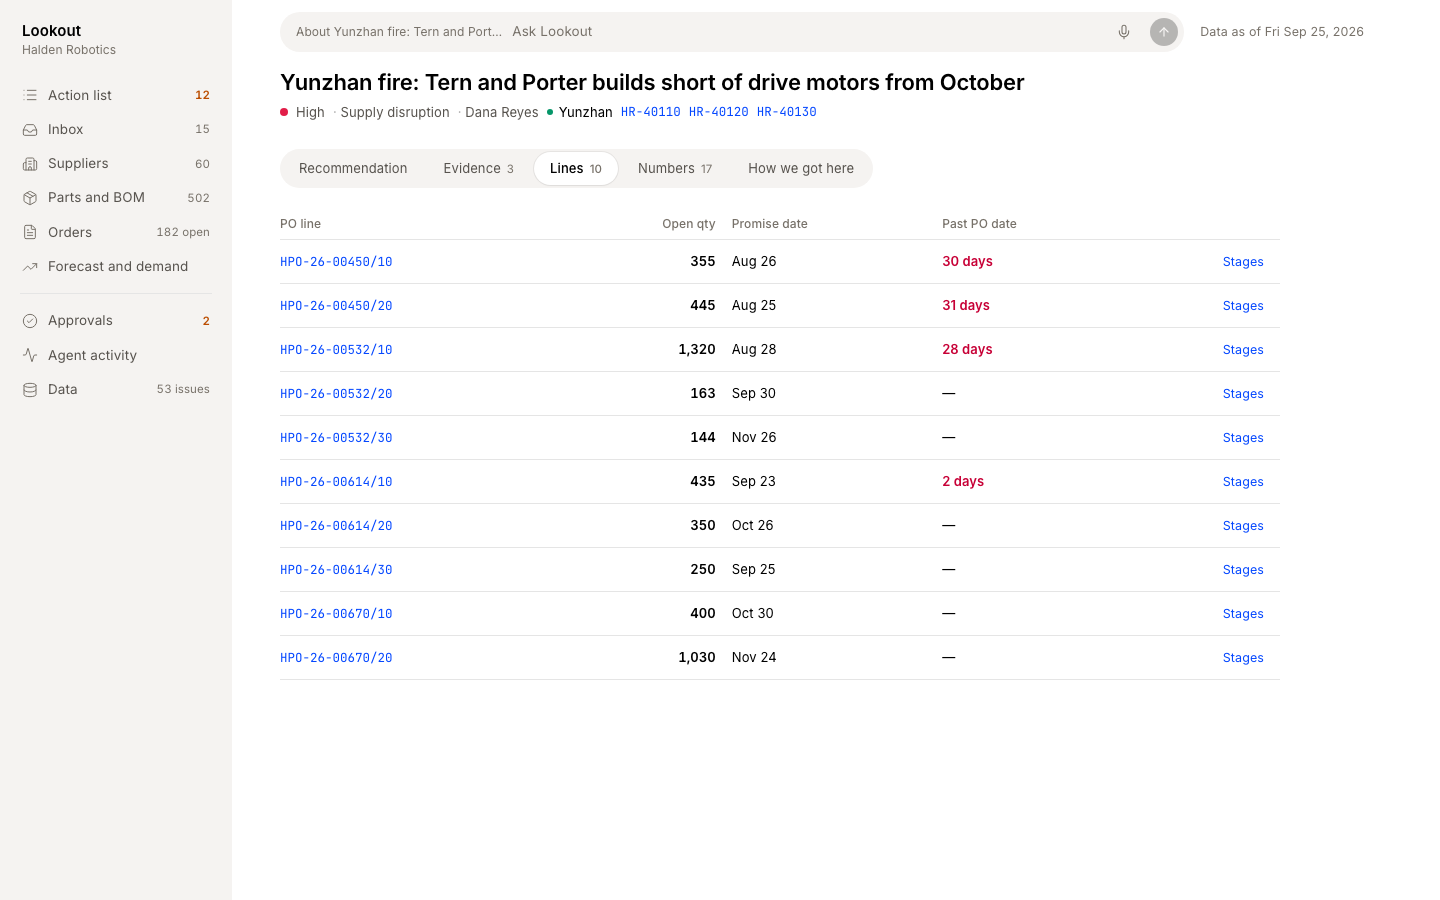 Lookout
Halden Robotics
Action list 12
Inbox 15
Suppliers 60
Parts and BOM 502
Orders 182 open
Forecast and demand
Approvals 2
Agent activity
Data 53 issues
About Yunzhan fire: Tern and Port... Ask Lookout
Data as of Fri Sep 25, 2026
Yunzhan fire: Tern and Porter builds short of drive motors from October
High · Supply disruption · Dana Reyes Yunzhan HR-40110 HR-40120 HR-40130
Recommendation Evidence 3 Lines 10 Numbers 17 How we got here
PO line Open qty Promise date Past PO date
HPO-26-00450/10 355 Aug 26 30 days Stages
HPO-26-00450/20 445 Aug 25 31 days Stages
HPO-26-00532/10 1,320 Aug 28 28 days Stages
HPO-26-00532/20 163 Sep 30 — Stages
HPO-26-00532/30 144 Nov 26 — Stages
HPO-26-00614/10 435 Sep 23 2 days Stages
HPO-26-00614/20 350 Oct 26 — Stages
HPO-26-00614/30 250 Sep 25 — Stages
HPO-26-00670/10 400 Oct 30 — Stages
HPO-26-00670/20 1,030 Nov 24 — Stages